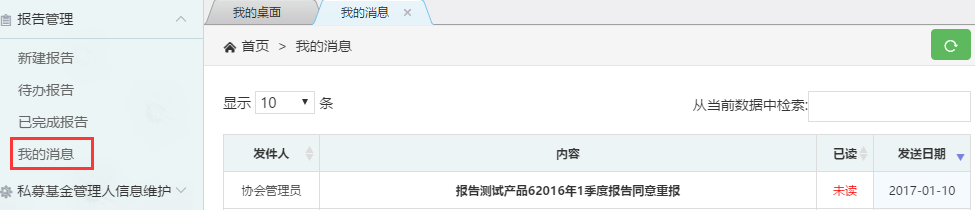 报告管理
新建报告
待办报告
已完成报告
我的消息
私募基金管理人信息维护
我的桌面 我的消息 ×
首页 > 我的消息
显示 10 条 从当前数据中检索:
发件人 内容 已读 发送日期
协会管理员 报告测试产品62016年1季度报告同意重报 未读 2017-01-10